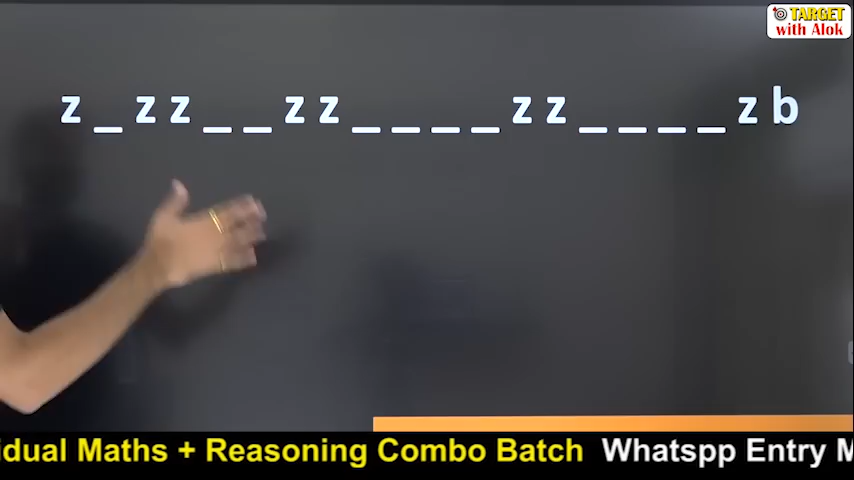 TARGET
with Alok
z _ z z _ _ z z _ _ _ _ z z _ _ _ _ z b
idual Maths + Reasoning Combo Batch Whatspp Entry M